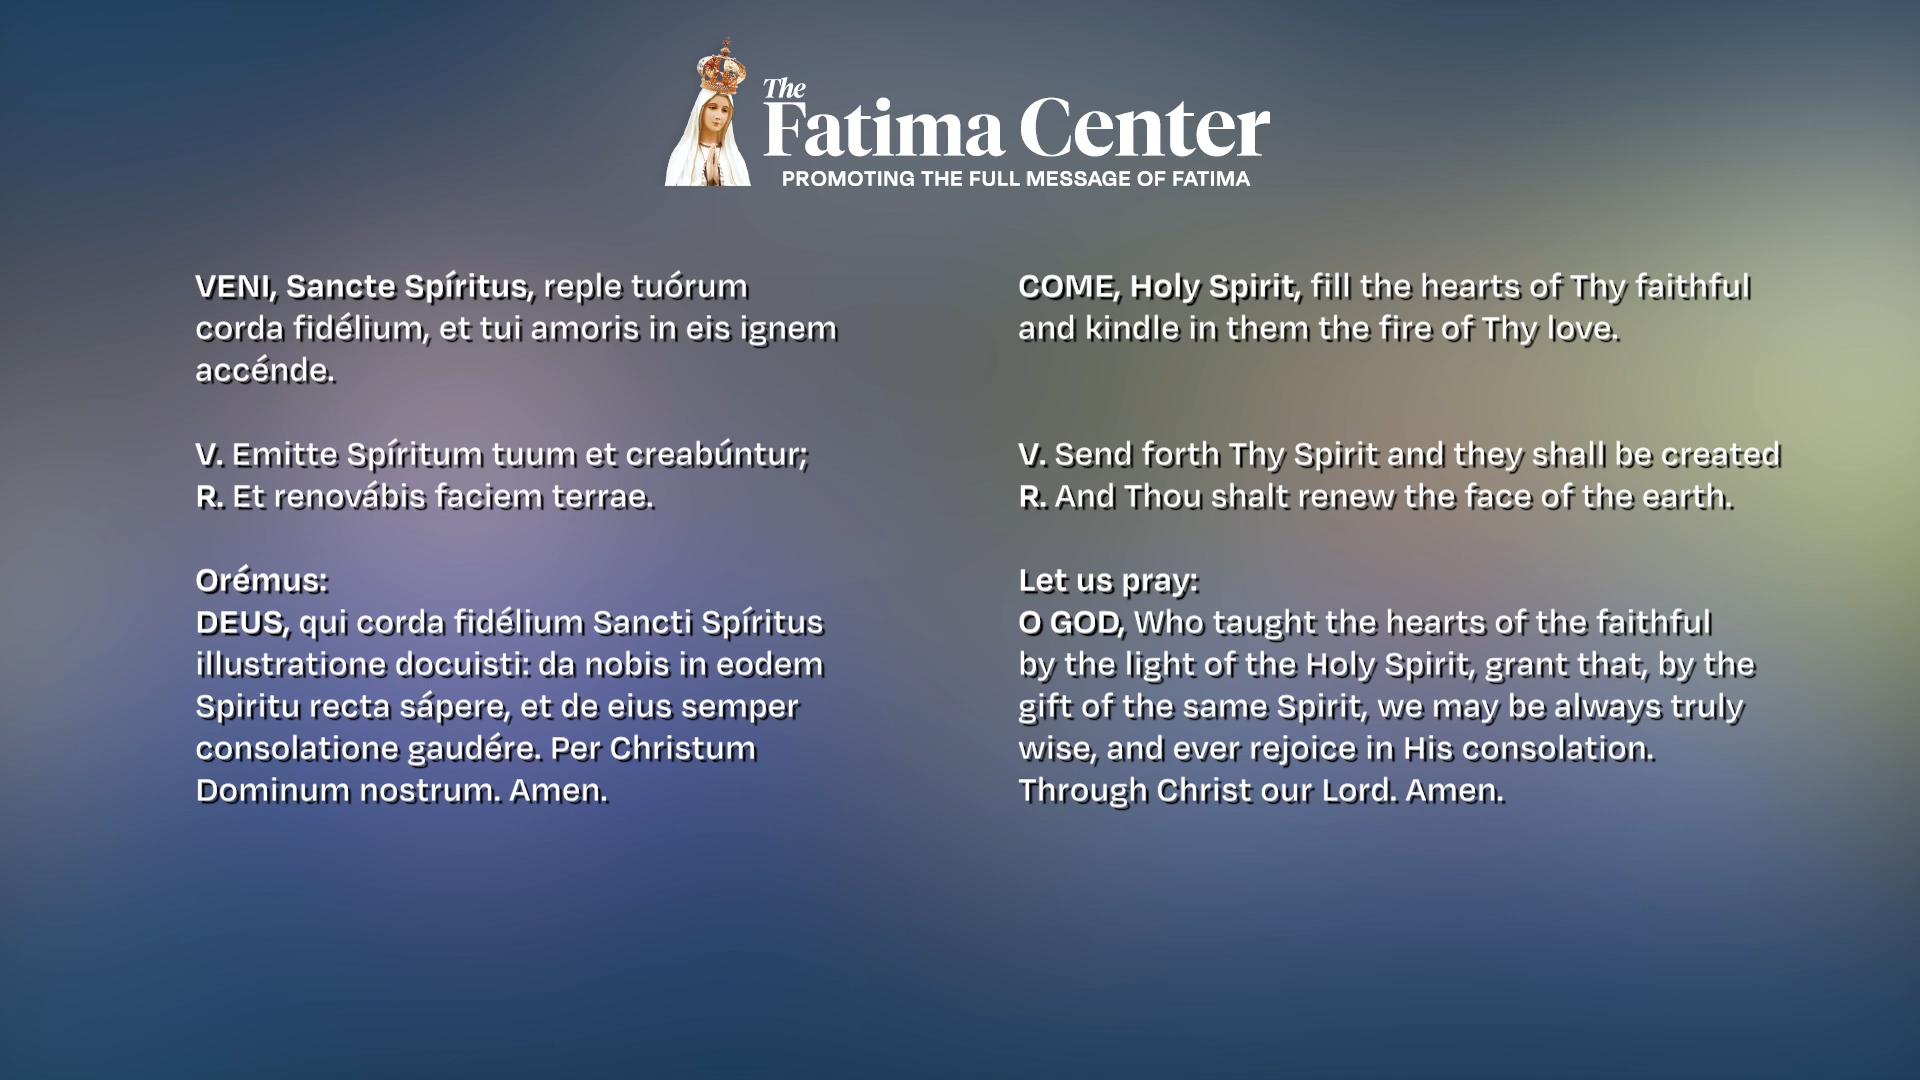 The
Fatima Center
PROMOTING THE FULL MESSAGE OF FATIMA
VENI, Sancte Spíritus, reple tuórum
corda fidélium, et tui amoris in eis ignem
accénde.
V. Emitte Spíritum tuum et creabúntur;
R. Et renovábis faciem terrae.
Orémus:
DEUS, qui corda fidélium Sancti Spíritus
illustratione docuisti: da nobis in eodem
Spiritu recta sápere, et de eius semper
consolatione gaudére. Per Christum
Dominum nostrum. Amen.
COME, Holy Spirit, fill the hearts of Thy faithful
and kindle in them the fire of Thy love.
V. Send forth Thy Spirit and they shall be created
R. And Thou shalt renew the face of the earth.
Let us pray:
O GOD, Who taught the hearts of the faithful
by the light of the Holy Spirit, grant that, by the
gift of the same Spirit, we may be always truly
wise, and ever rejoice in His consolation.
Through Christ our Lord. Amen.